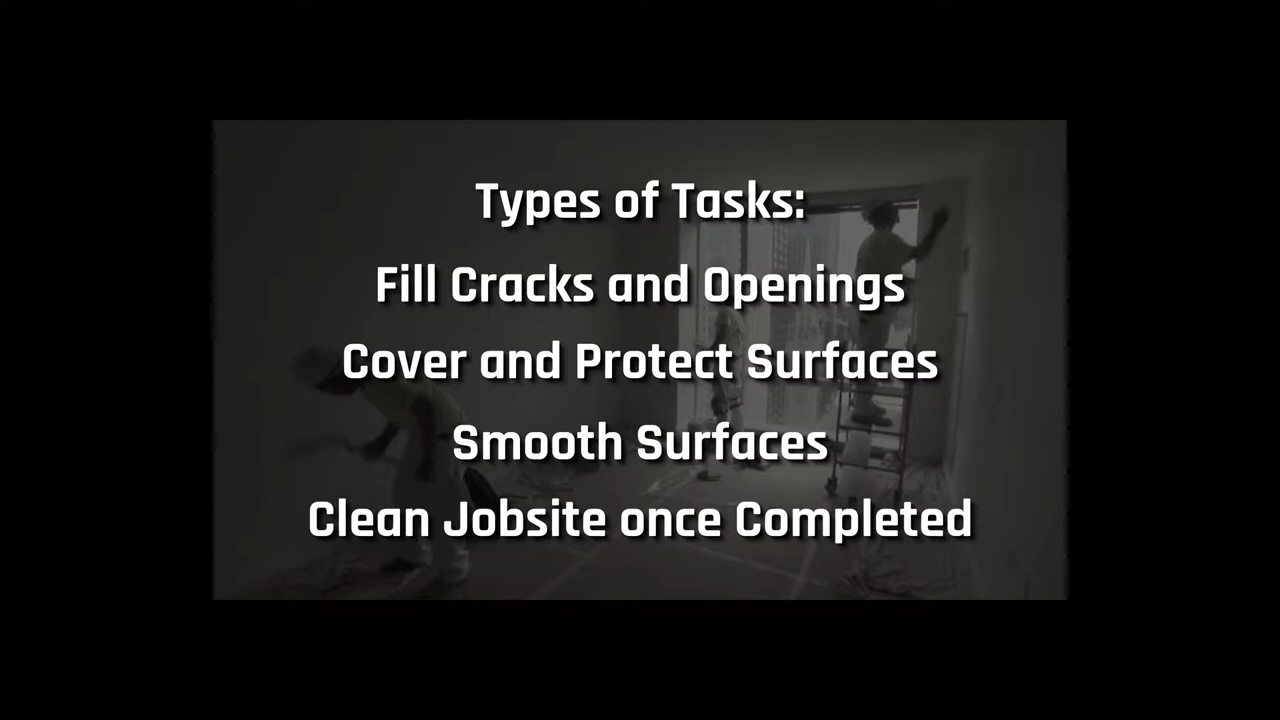 Types of Tasks:
Fill Cracks and Openings
Cover and Protect Surfaces
Smooth Surfaces
Clean Jobsite once Completed